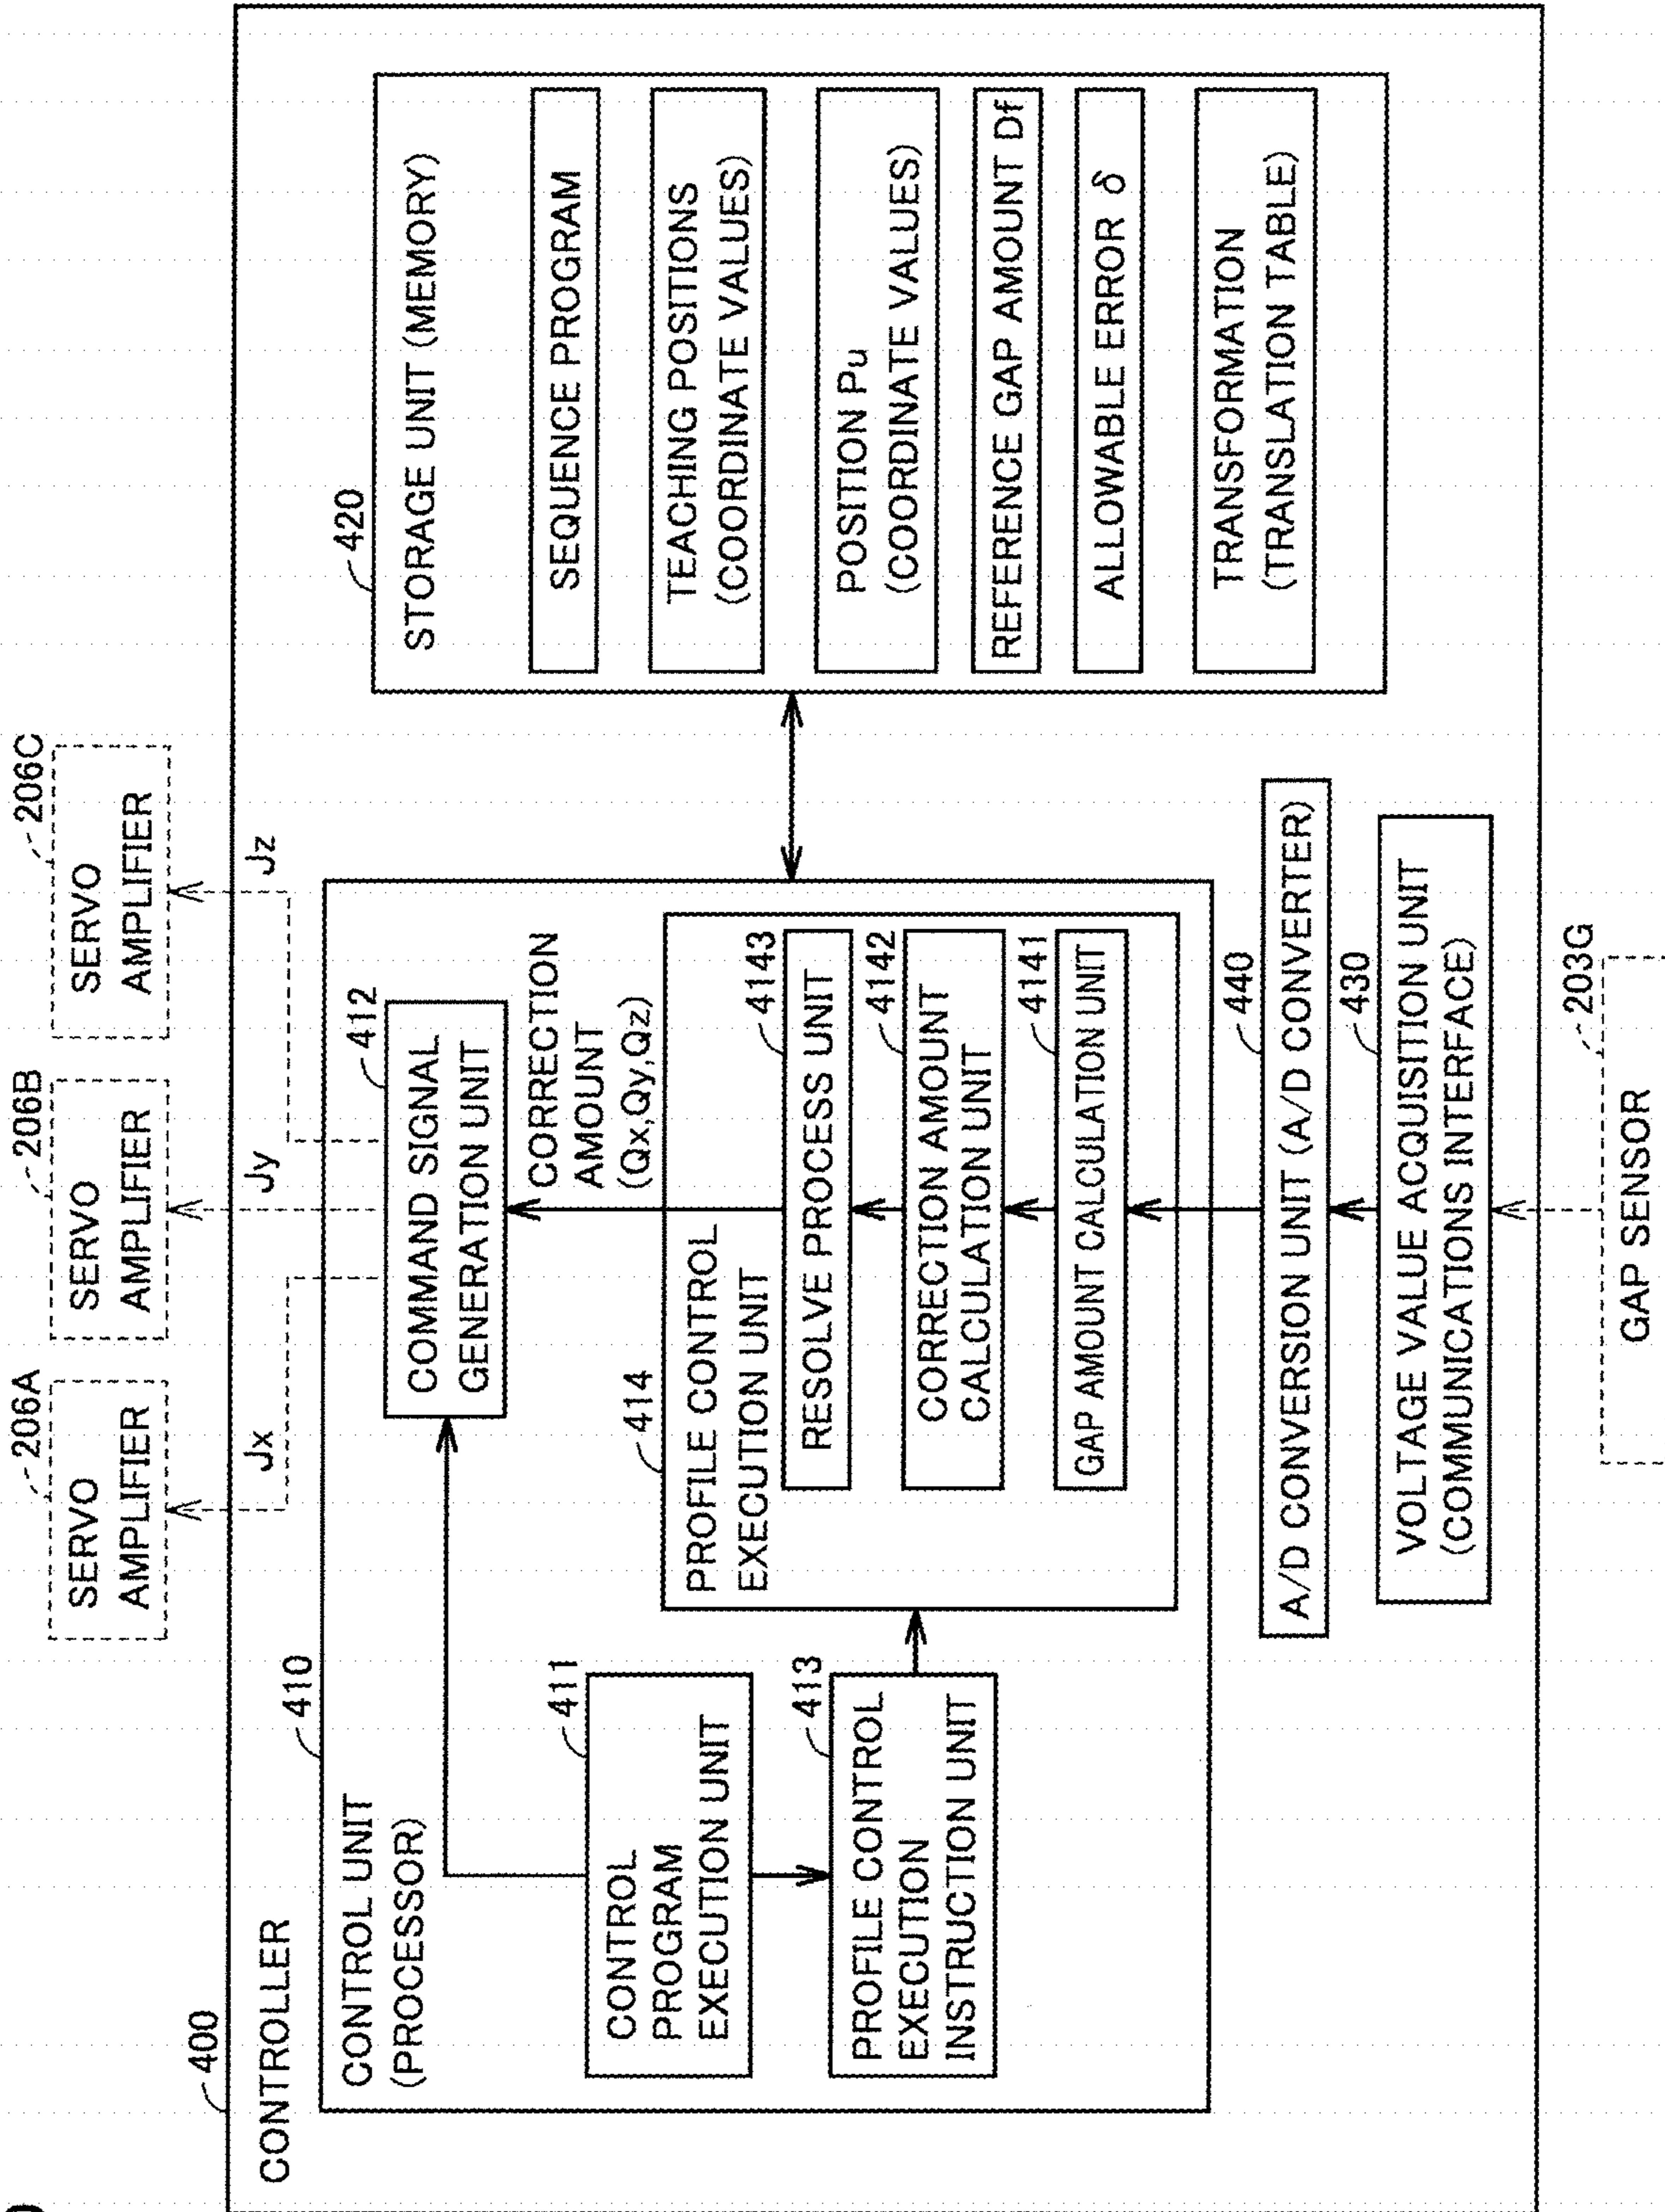 206A
SERVO
AMPLIFIER
206B
SERVO
AMPLIFIER
206C
SERVO
AMPLIFIER
Jx
Jy
Jz
400
CONTROLLER
410
CONTROL UNIT
(PROCESSOR)
411
CONTROL
PROGRAM
EXECUTION UNIT
412
COMMAND SIGNAL
GENERATION UNIT
CORRECTION
AMOUNT
(Qx,Qy,Qz)
413
PROFILE CONTROL
EXECUTION
INSTRUCTION UNIT
414
PROFILE CONTROL
EXECUTION UNIT
4143
RESOLVE PROCESS UNIT
4142
CORRECTION AMOUNT
CALCULATION UNIT
4141
GAP AMOUNT CALCULATION UNIT
440
A/D CONVERSION UNIT (A/D CONVERTER)
430
VOLTAGE VALUE ACQUISITION UNIT
(COMMUNICATIONS INTERFACE)
203G
GAP SENSOR
420
STORAGE UNIT (MEMORY)
SEQUENCE PROGRAM
TEACHING POSITIONS
(COORDINATE VALUES)
POSITION Pu
(COORDINATE VALUES)
REFERENCE GAP AMOUNT Df
ALLOWABLE ERROR δ
TRANSFORMATION
(TRANSLATION TABLE)